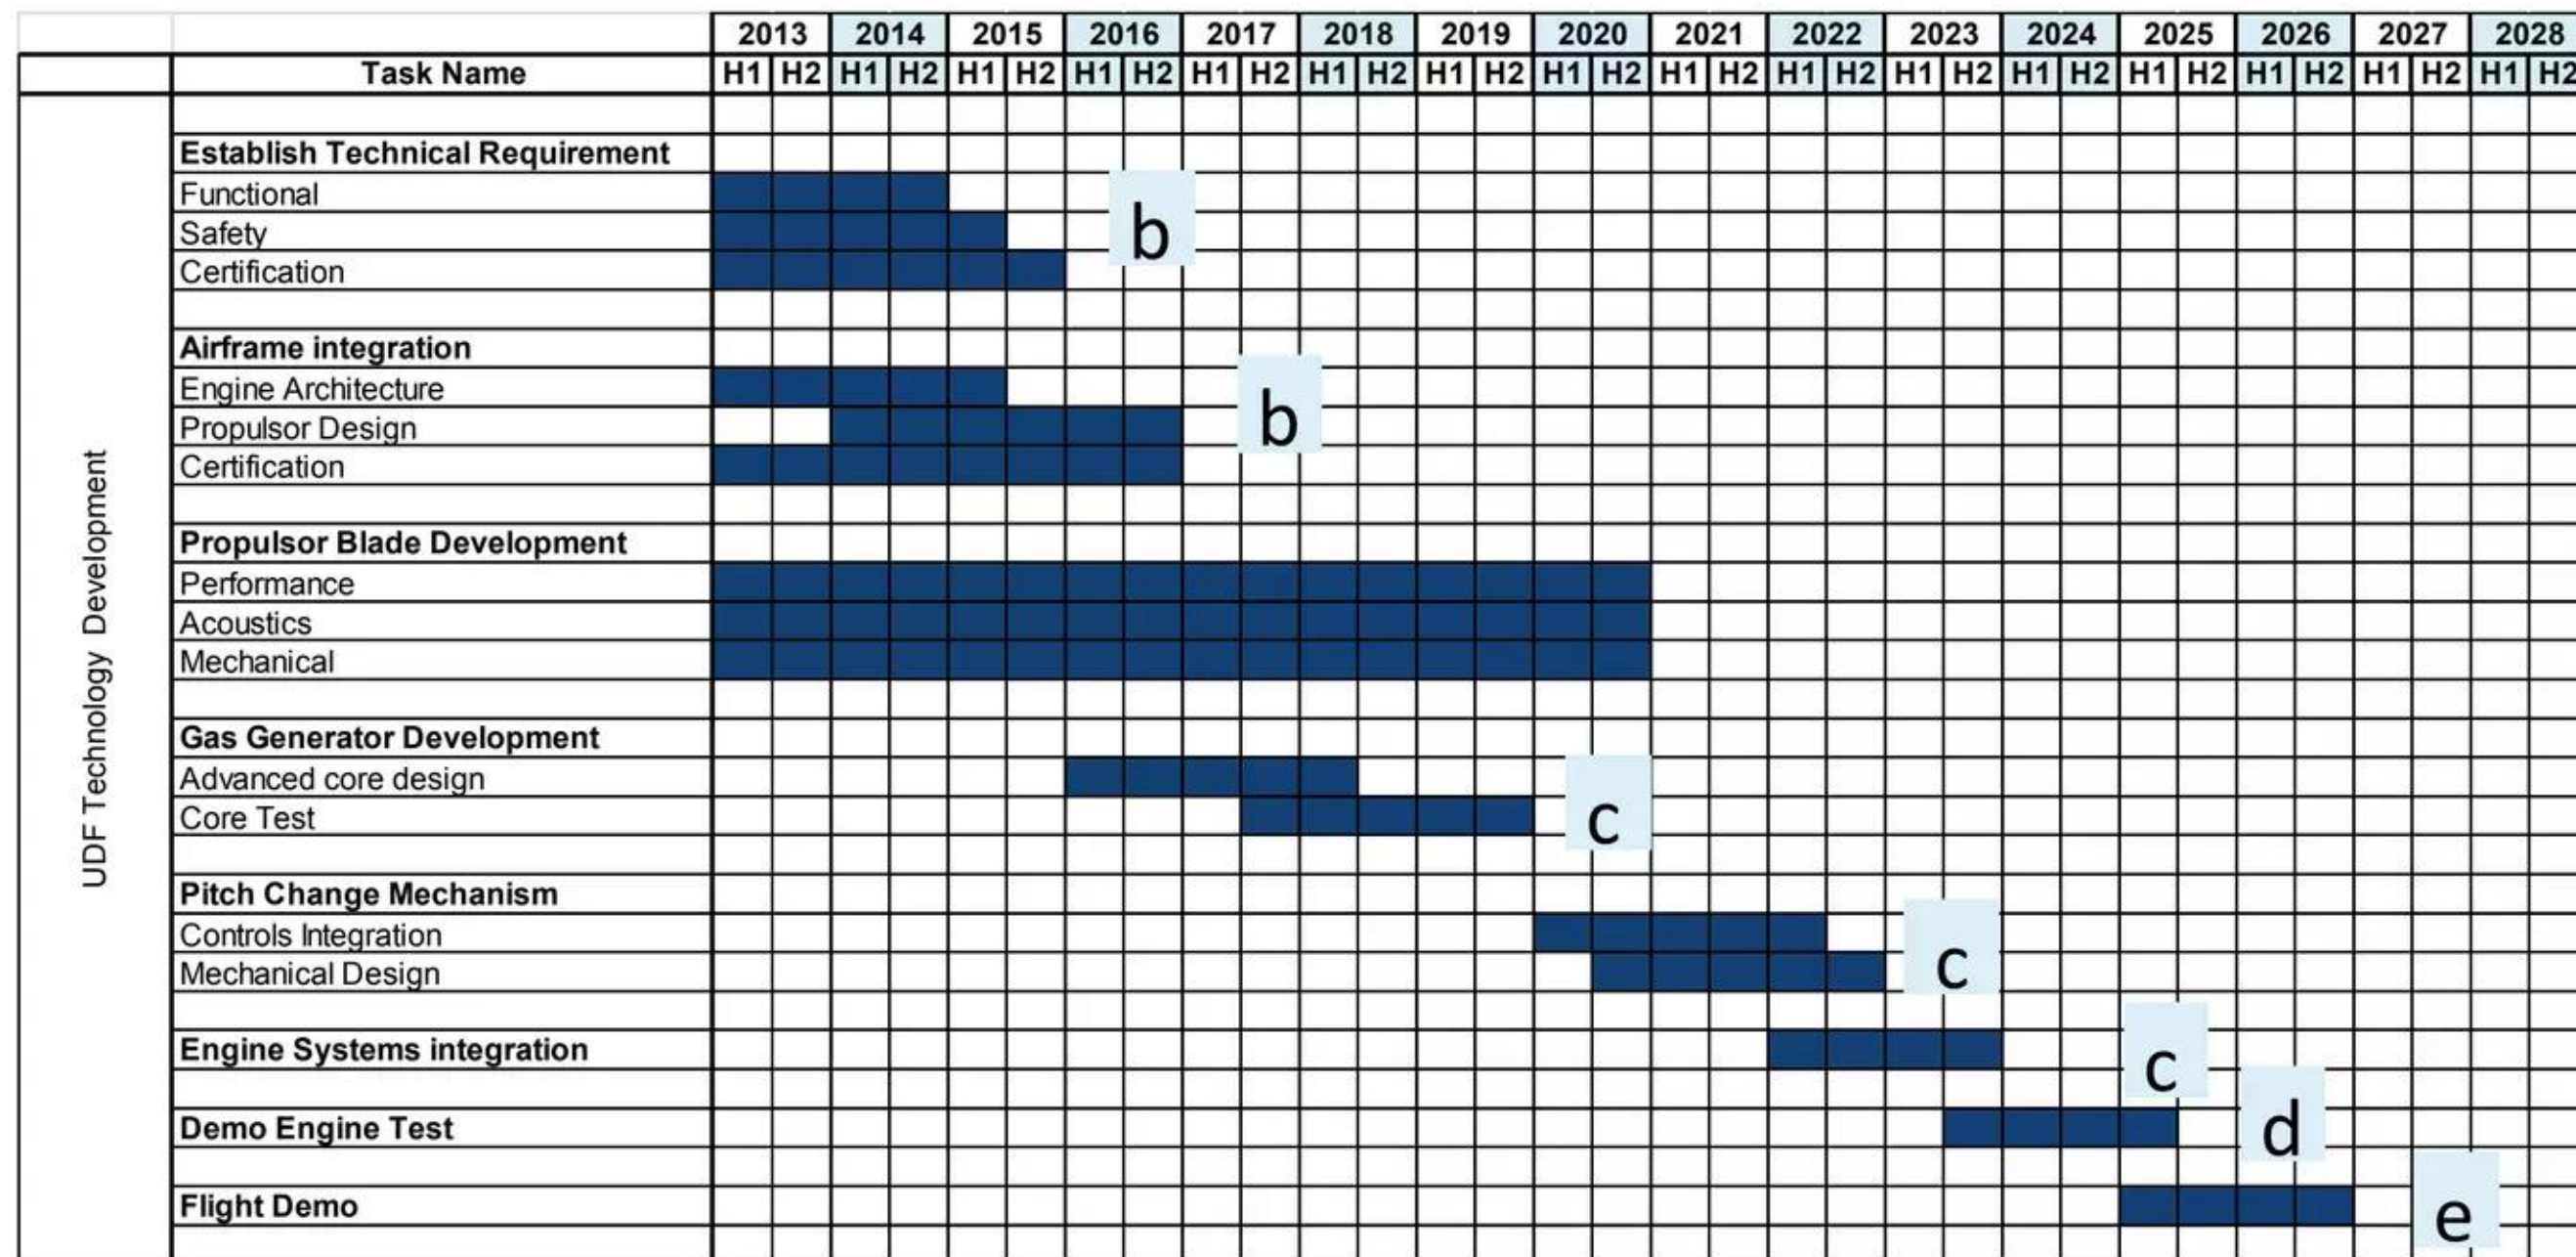 2013 2014 2015 2016 2017 2018 2019 2020 2021 2022 2023 2024 2025 2026 2027 2028
Task Name H1 H2 H1 H2 H1 H2 H1 H2 H1 H2 H1 H2 H1 H2 H1 H2 H1 H2 H1 H2 H1 H2 H1 H2 H1 H2 H1 H2 H1 H2 H1 H2
UDF Technology Development
Establish Technical Requirement
Functional
Safety
b
Certification
Airframe integration
Engine Architecture
Propulsor Design
b
Certification
Propulsor Blade Development
Performance
Acoustics
Mechanical
Gas Generator Development
Advanced core design
Core Test
c
Pitch Change Mechanism
Controls Integration
Mechanical Design
c
Engine Systems integration
c
Demo Engine Test
d
Flight Demo
e